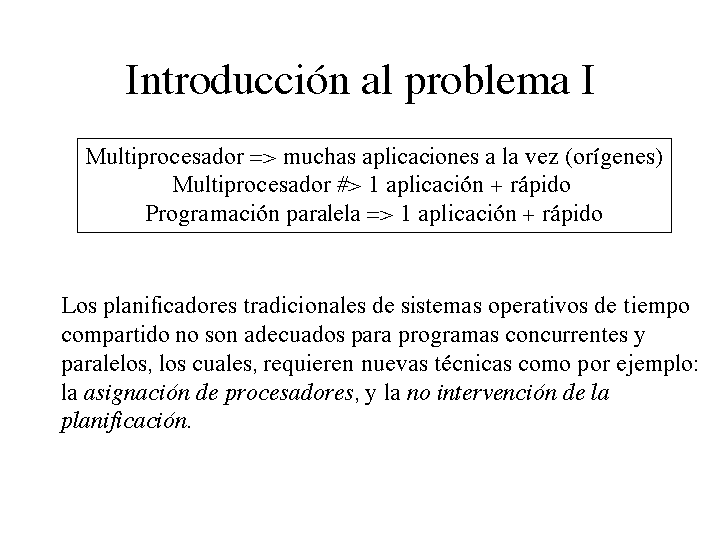 Introducción al problema I
Multiprocesador => muchas aplicaciones a la vez (orígenes)
Multiprocesador #> 1 aplicación + rápido
Programación paralela => 1 aplicación + rápido
Los planificadores tradicionales de sistemas operativos de tiempo
compartido no son adecuados para programas concurrentes y
paralelos, los cuales, requieren nuevas técnicas como por ejemplo:
la asignación de procesadores, y la no intervención de la
planificación.